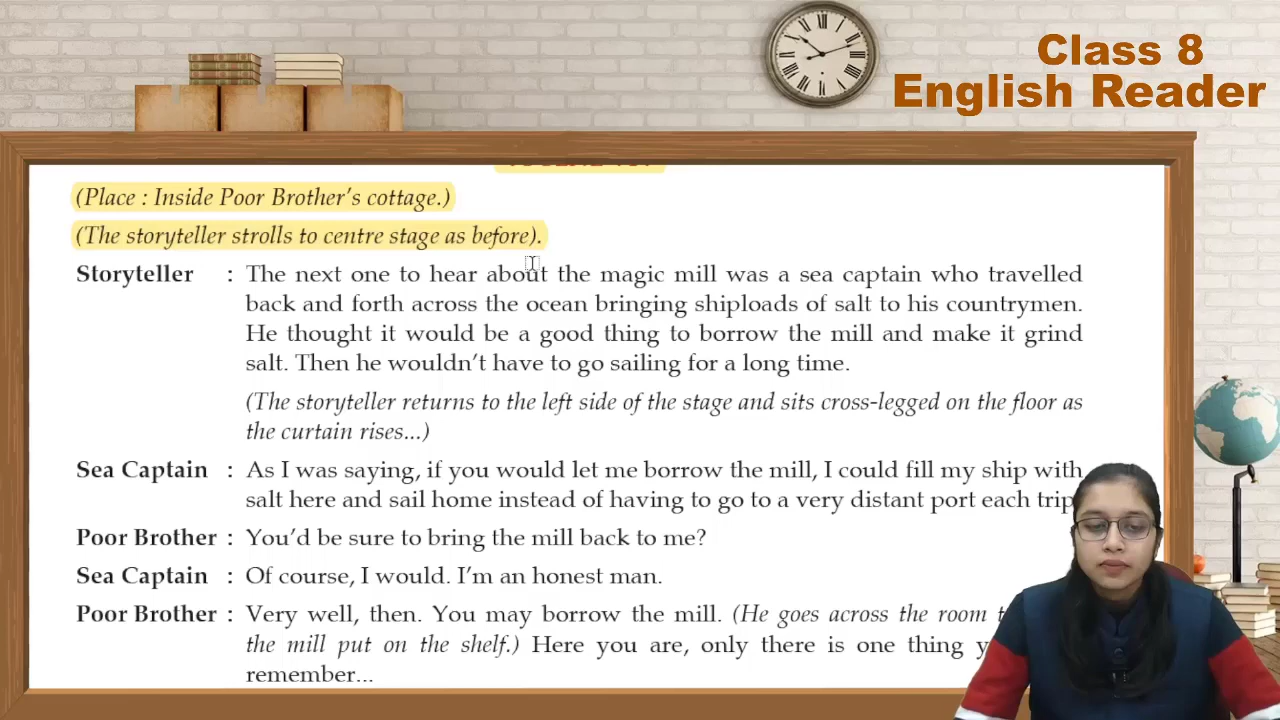 Class 8
English Reader
(Place : Inside Poor Brother's cottage.)
(The storyteller strolls to centre stage as before).
Storyteller : The next one to hear about the magic mill was a sea captain who travelled
back and forth across the ocean bringing shiploads of salt to his countrymen.
He thought it would be a good thing to borrow the mill and make it grind
salt. Then he wouldn't have to go sailing for a long time.
(The storyteller returns to the left side of the stage and sits cross-legged on the floor as
the curtain rises...)
Sea Captain : As I was saying, if you would let me borrow the mill, I could fill my ship with
salt here and sail home instead of having to go to a very distant port each trip
Poor Brother : You'd be sure to bring the mill back to me?
Sea Captain : Of course, I would. I'm an honest man.
Poor Brother : Very well, then. You may borrow the mill. (He goes across the room
the mill put on the shelf.) Here you are, only there is one thing
remember...